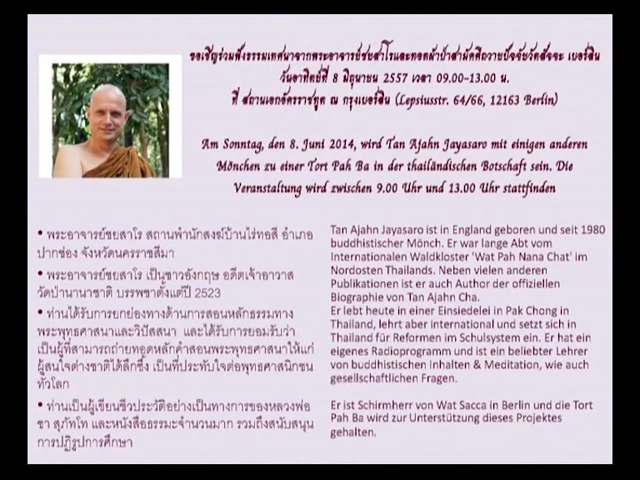 ขอเชิญร่วมฟังธรรมเทศนาจากพระอาจารย์ชยสาโรและทอดผ้าป่าสามัคคีถวายปัจจัยวัดสัจจะ เบอร์ลิน
วันอาทิตย์ที่ 8 มิถุนายน 2557 เวลา 09.00-13.00 น.
ที่ สถานเอกอัครราชทูต ณ กรุงเบอร์ลิน (Lepsiusstr. 64/66, 12163 Berlin)
Am Sonntag, den 8. Juni 2014, wird Tan Ajahn Jayasaro mit einigen anderen
Mönchen zu einer Tort Pah Ba in der thailändischen Botschaft sein. Die
Veranstaltung wird zwischen 9.00 Uhr und 13.00 Uhr stattfinden
• พระอาจารย์ชยสาโร สถานพำนักสงฆ์บ้านไร่ทอสี อำเภอ
ปากช่อง จังหวัดนครราชสีมา
• พระอาจารย์ชยสาโร เป็นชาวอังกฤษ อดีตเจ้าอาวาส
วัดป่านานาชาติ บรรพชาตั้งแต่ปี 2523
• ท่านได้รับการยกย่องทางด้านการสอนหลักธรรมทาง
พระพุทธศาสนาและวิปัสสนา และได้รับการยอมรับว่า
เป็นผู้ที่สามารถถ่ายทอดหลักคำสอนพระพุทธศาสนาให้แก่
ผู้สนใจต่างชาติได้ลึกซึ้ง เป็นที่ประทับใจต่อพุทธศาสนิกชน
ทั่วโลก
• ท่านเป็นผู้เขียนชีวประวัติอย่างเป็นทางการของหลวงพ่อ
ชา สุภัทโท และหนังสือธรรมะจำนวนมาก รวมถึงสนับสนุน
การปฏิรูปการศึกษา
Tan Ajahn Jayasaro ist in England geboren und seit 1980
buddhistischer Mönch. Er war lange Abt vom
Internationalen Waldkloster 'Wat Pah Nana Chat' im
Nordosten Thailands. Neben vielen anderen
Publikationen ist er auch Author der offiziellen
Biographie von Tan Ajahn Cha.
Er lebt heute in einer Einsiedelei in Pak Chong in
Thailand, lehrt aber international und setzt sich in
Thailand für Reformen im Schulsystem ein. Er hat ein
eigenes Radioprogramm und ist ein beliebter Lehrer
von buddhistischen Inhalten & Meditation, wie auch
gesellschaftlichen Fragen.
Er ist Schirmherr von Wat Sacca in Berlin und die Tort
Pah Ba wird zur Unterstützung dieses Projektes
gehalten.